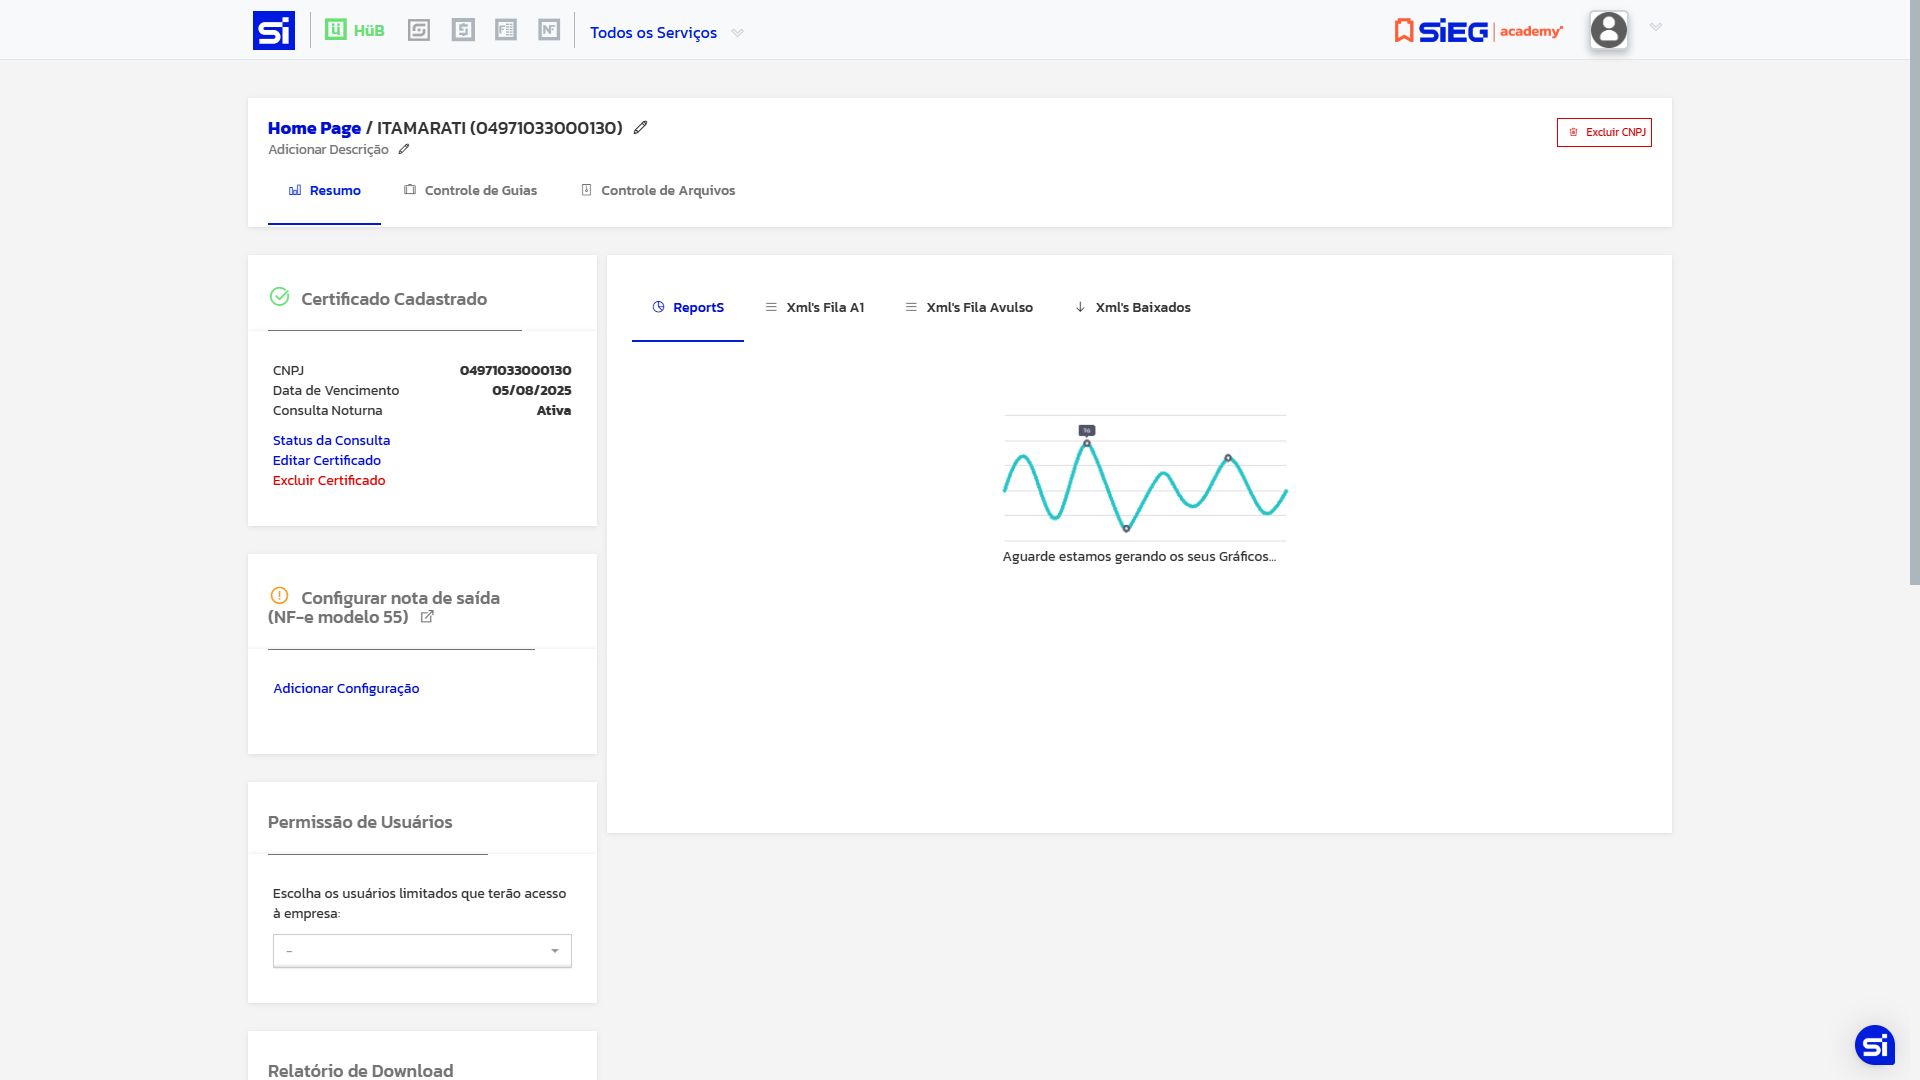 Si
HüB
NF
Todos os Serviços
SiEG academy
Home Page / ITAMARATI (04971033000130)
Adicionar Descrição
Excluir CNPJ
Resumo
Controle de Guias
Controle de Arquivos
Certificado Cadastrado
CNPJ 04971033000130
Data de Vencimento 05/08/2025
Consulta Noturna Ativa
Status da Consulta
Editar Certificado
Excluir Certificado
Configurar nota de saída
(NF-e modelo 55)
Adicionar Configuração
Permissão de Usuários
Escolha os usuários limitados que terão acesso
à empresa:
-
Relatório de Download
ReportS
Xml's Fila A1
Xml's Fila Avulso
Xml's Baixados
Aguarde estamos gerando os seus Gráficos...
Si